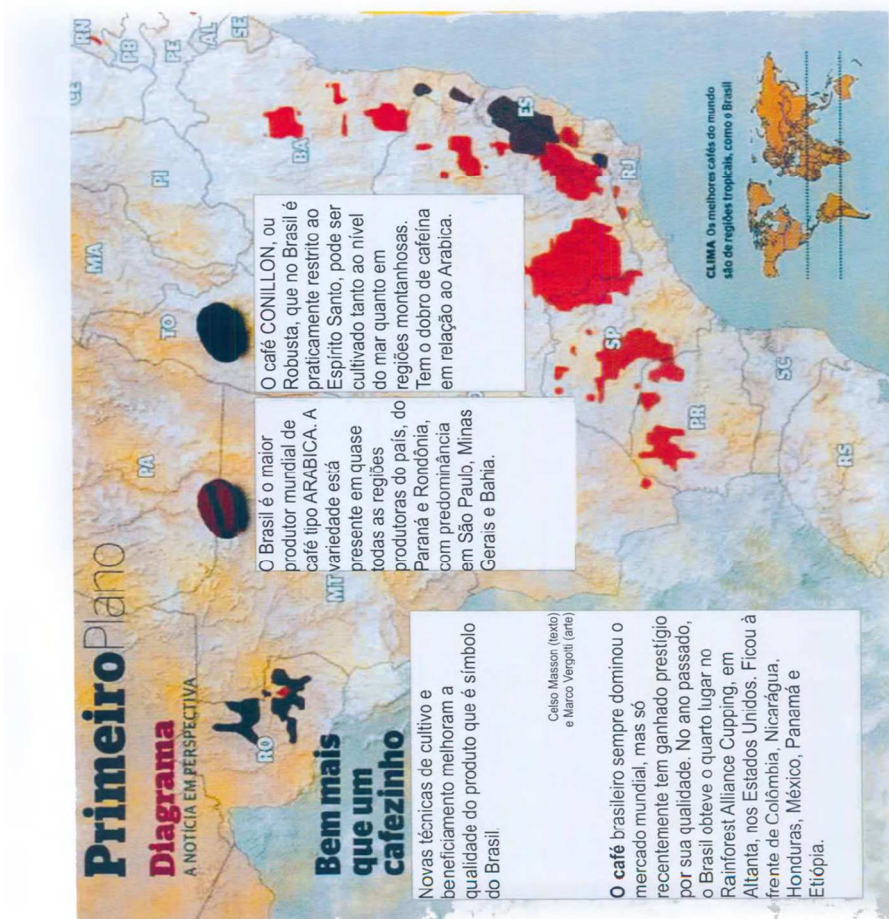 PrimeiroPlano
Diagrama
A NOTÍCIA EM PERSPECTIVA
Bem mais
que um
cafezinho
Novas técnicas de cultivo e
beneficiamento melhoram a
qualidade do produto que é símbolo
do Brasil.
Celso Masson (texto)
e Marco Vergotti (arte)
O café brasileiro sempre dominou o
mercado mundial, mas só
recentemente tem ganhado prestígio
por sua qualidade. No ano passado,
o Brasil obteve o quarto lugar no
Rainforest Alliance Cupping, em
Altanta, nos Estados Unidos. Ficou à
frente de Colômbia, Nicarágua,
Honduras, México, Panamá e
Etiópia.
O Brasil é o maior
produtor mundial de
café tipo ARABICA. A
variedade está
presente em quase
todas as regiões
produtoras do país, do
Paraná e Rondônia,
com predominância
em São Paulo, Minas
Gerais e Bahia.
O café CONILLON, ou
Robusta, que no Brasil é
praticamente restrito ao
Espírito Santo, pode ser
cultivado tanto ao nível
do mar quanto em
regiões montanhosas.
Tem o dobro de cafeína
em relação ao Arabica.
RO
MT
PA
TO
MA
PI
CE
RN
PB
PE
AL
SE
BA
ES
RJ
SP
PR
SC
RS
CLIMA Os melhores cafés do mundo
são de regiões tropicais, como o Brasil